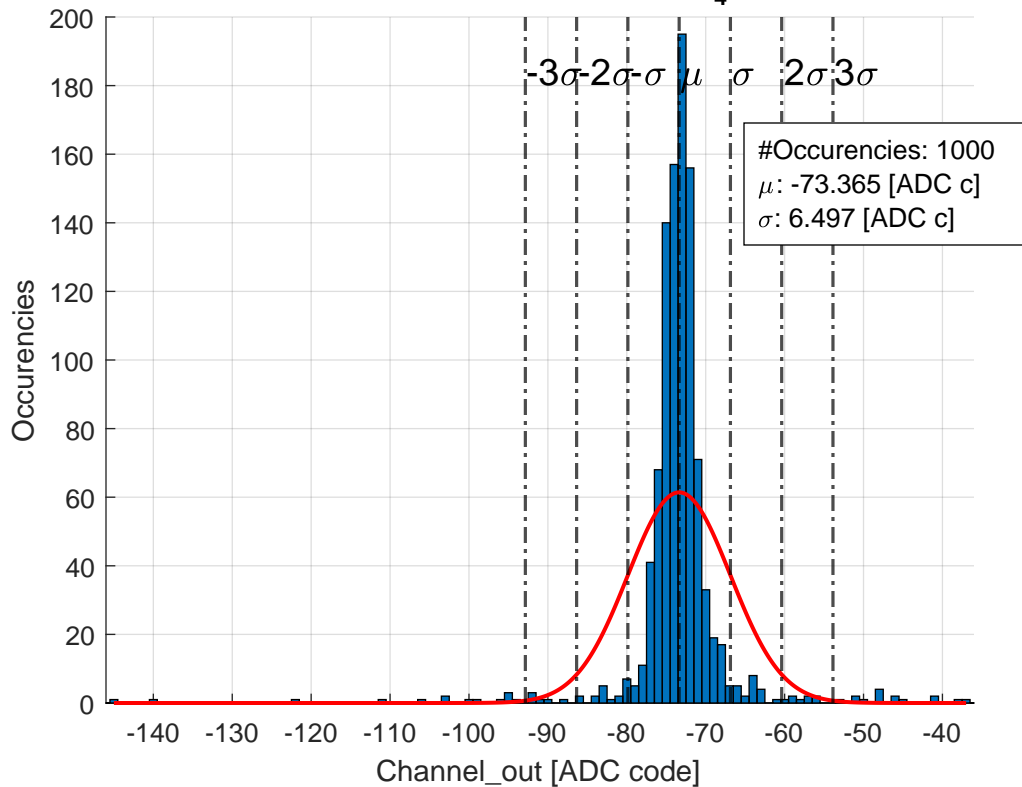 4
200
180
160
140
120
100
80
60
40
20
0
Occurencies
-3σ -2σ -σ μ σ 2σ 3σ
#Occurencies: 1000
μ: -73.365 [ADC c]
σ: 6.497 [ADC c]
-140 -130 -120 -110 -100 -90 -80 -70 -60 -50 -40
Channel_out [ADC code]